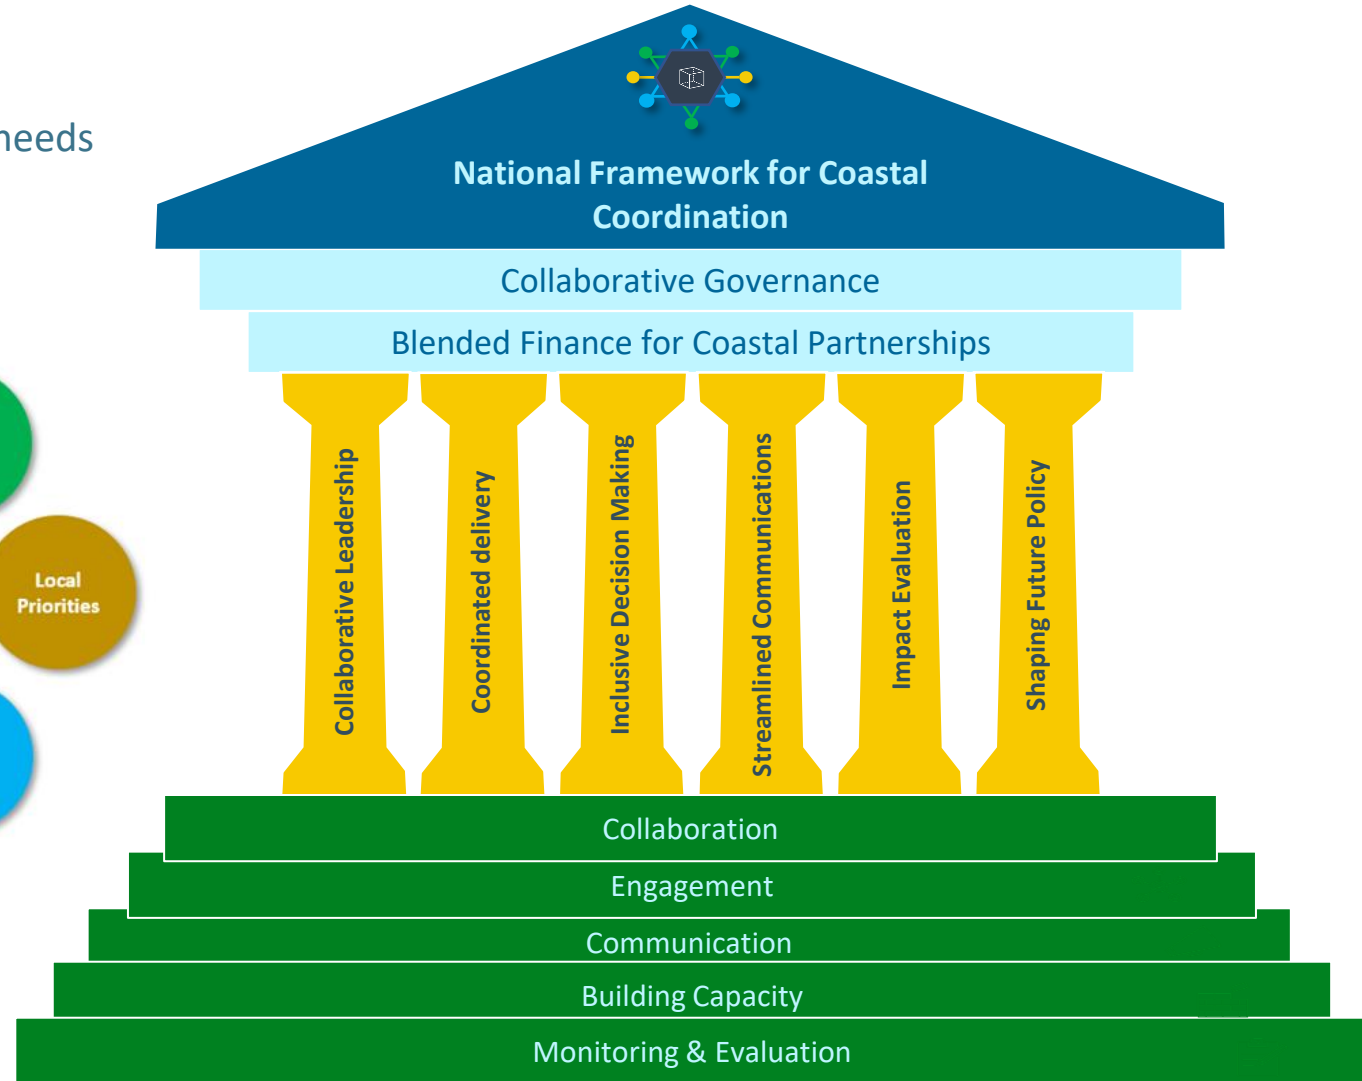 needs
National Framework for Coastal
Coordination
Collaborative Governance
Blended Finance for Coastal Partnerships
Collaborative Leadership
Coordinated delivery
Inclusive Decision Making
Streamlined Communications
Impact Evaluation
Shaping Future Policy
Local
Priorities
Collaboration
Engagement
Communication
Building Capacity
Monitoring & Evaluation